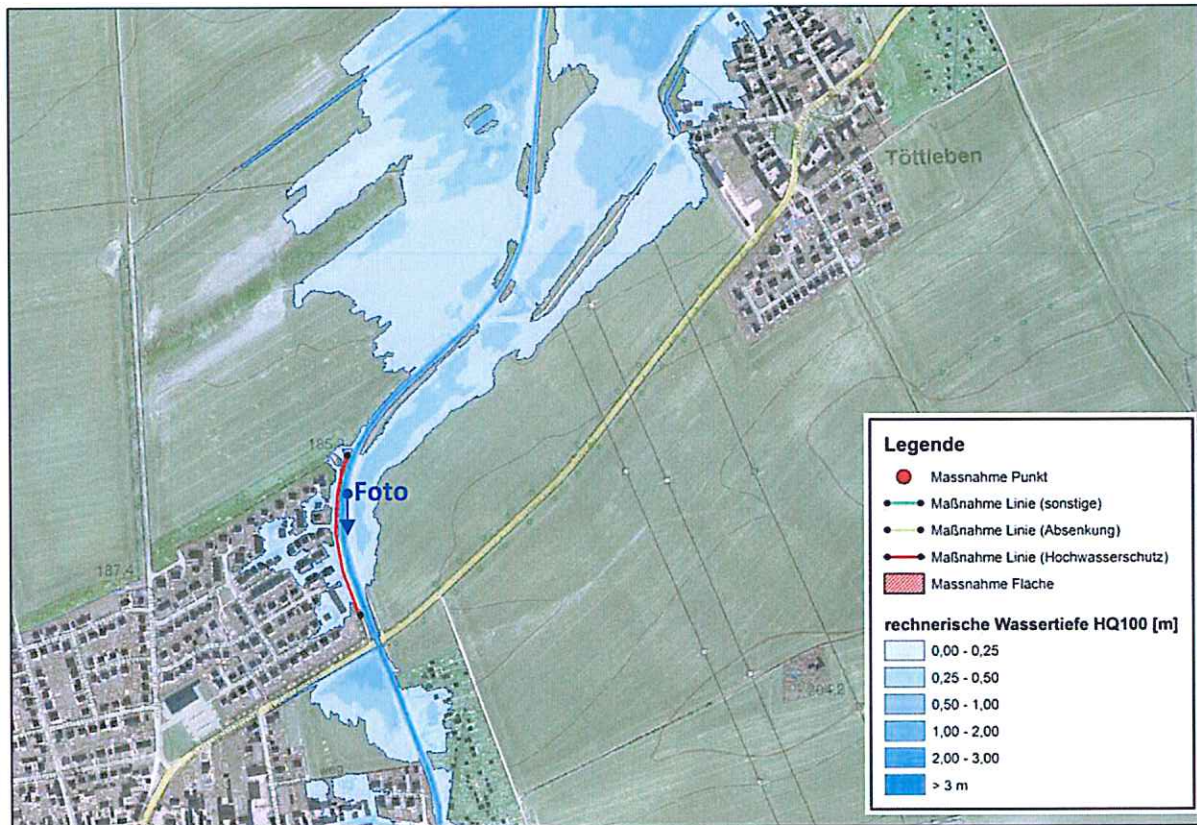 Töttleben
185,3
Foto
187,4
204,2
Legende
Massnahme Punkt
Maßnahme Linie (sonstige)
Maßnahme Linie (Absenkung)
Maßnahme Linie (Hochwasserschutz)
Massnahme Fläche
rechnerische Wassertiefe HQ100 [m]
0,00 - 0,25
0,25 - 0,50
0,50 - 1,00
1,00 - 2,00
2,00 - 3,00
> 3 m